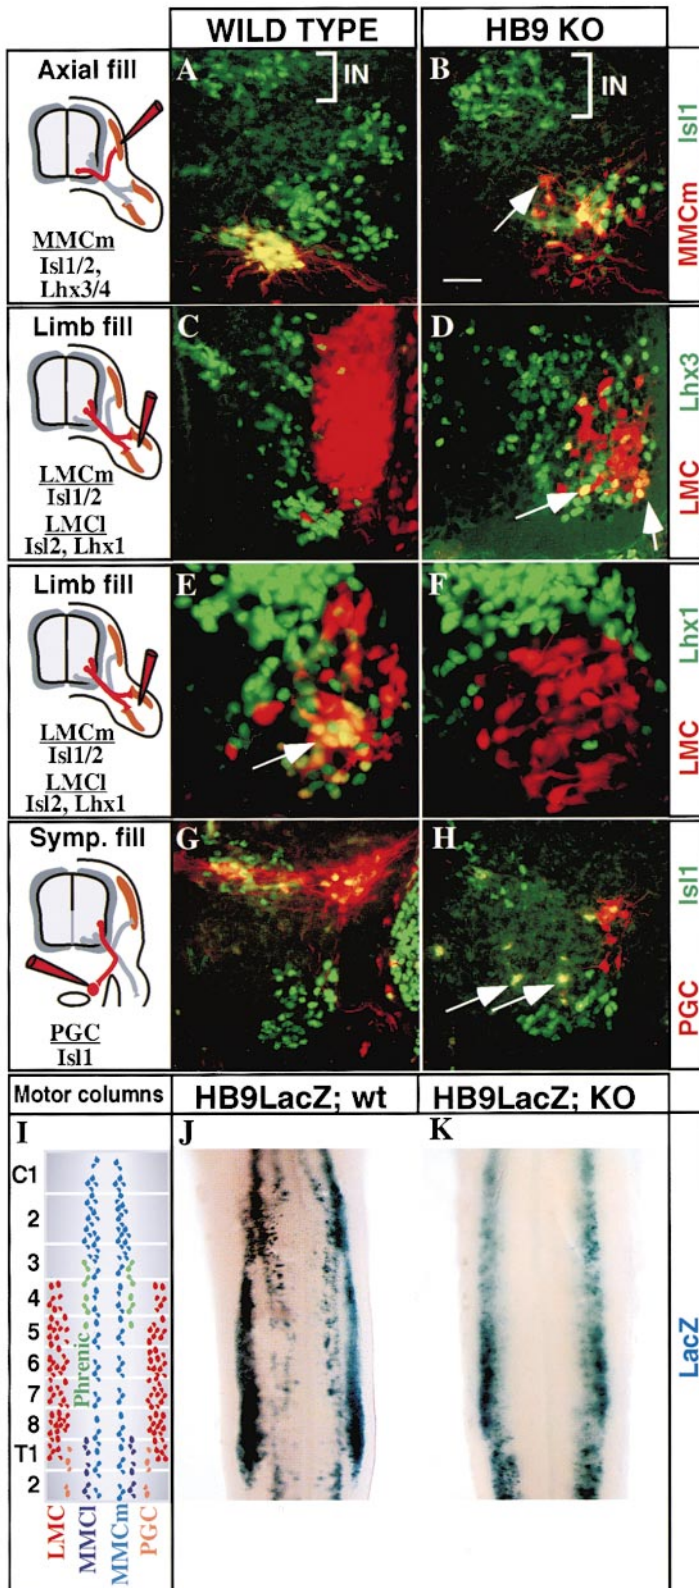 WILD TYPE HB9 KO
Axial fill
MMCm
Isl1/2,
Lhx3/4
A
IN
B
IN
MMCm Isl1
Limb fill
LMCm
Isl1/2
LMCl
Isl2, Lhx1
C
D
LMC Lhx3
Limb fill
LMCm
Isl1/2
LMCl
Isl2, Lhx1
E
F
LMC Lhx1
Symp. fill
PGC
Isl1
G
H
PGC Isl1
Motor columns HB9LacZ; wt HB9LacZ; KO
I
C1
2
3
4
5
6
7
8
T1
2
Phrenic
LMC
MMCl
MMCm
PGC
J
K
LacZ